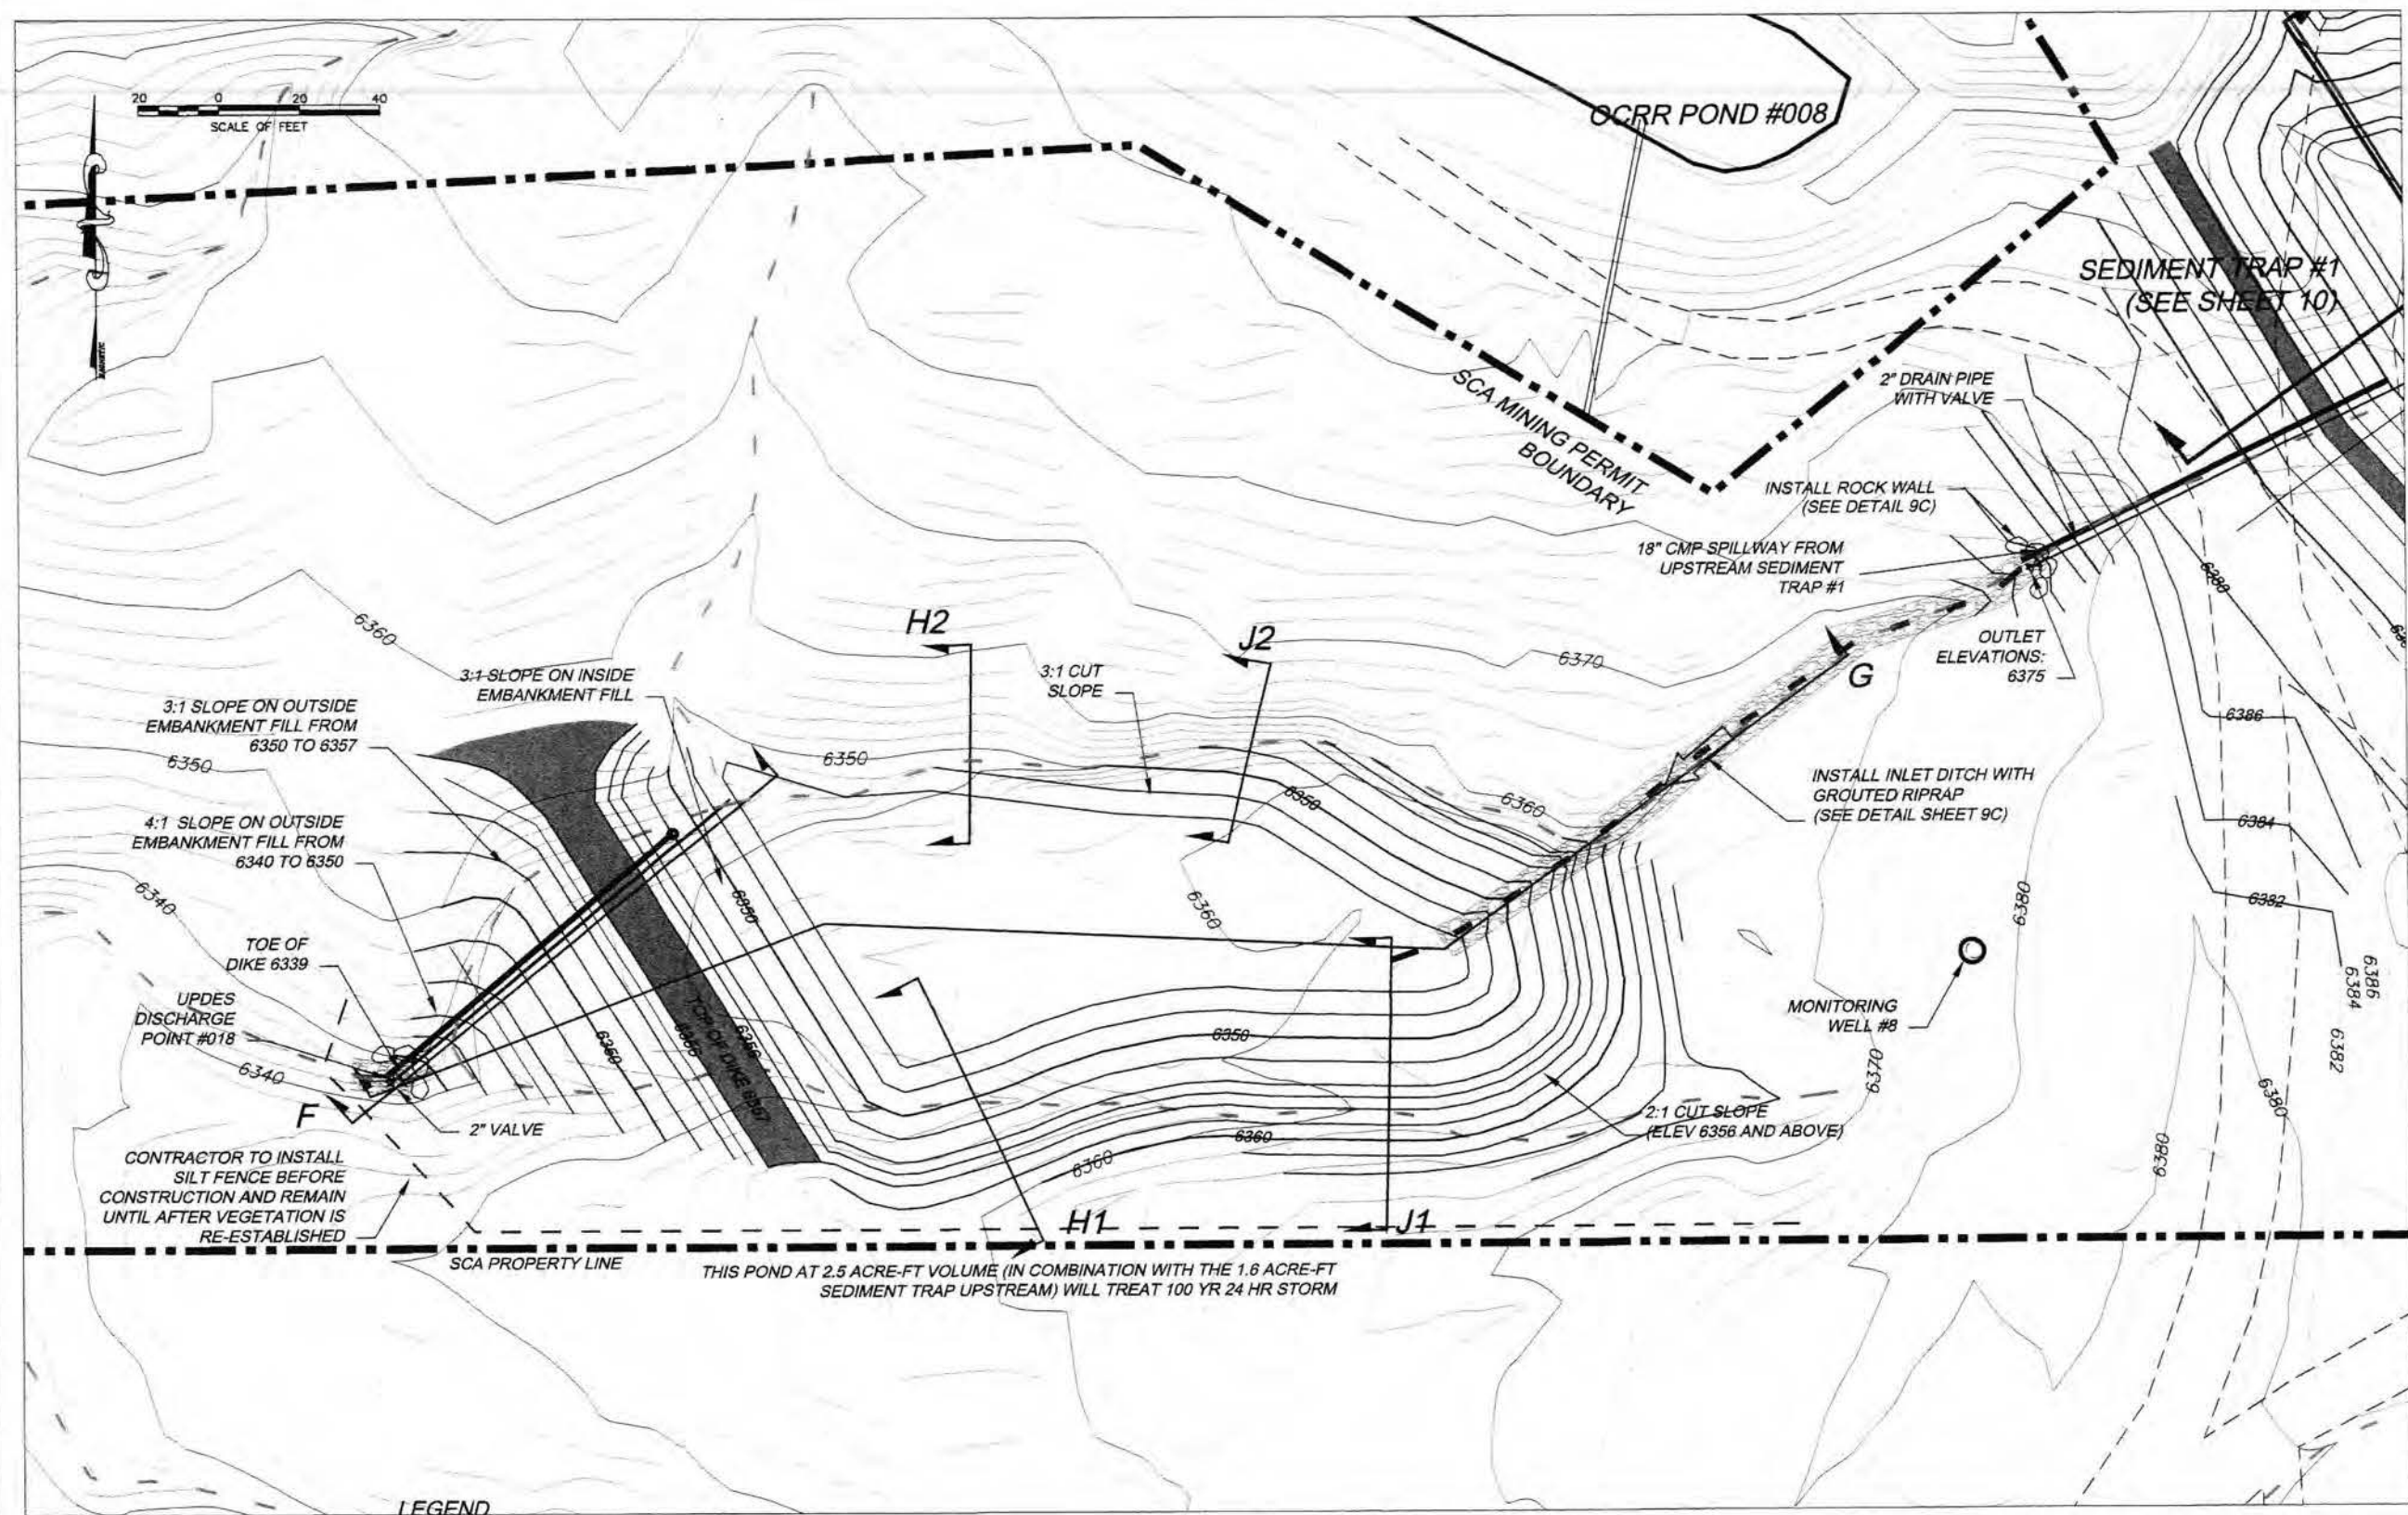 20 0 20 40
SCALE OF FEET
OCRR POND #008
SEDIMENT TRAP #1
(SEE SHEET 10)
SCA MINING PERMIT
BOUNDARY
2" DRAIN PIPE
WITH VALVE
INSTALL ROCK WALL
(SEE DETAIL 9C)
18" CMP SPILLWAY FROM
UPSTREAM SEDIMENT
TRAP #1
OUTLET
ELEVATIONS:
6375
6380
6360
H2
J2
6370
G
3:1 SLOPE ON INSIDE
EMBANKMENT FILL
3:1 CUT
SLOPE
3:1 SLOPE ON OUTSIDE
EMBANKMENT FILL FROM
6350 TO 6357
6350
6350
6350
6360
6386
INSTALL INLET DITCH WITH
GROUTED RIPRAP
(SEE DETAIL SHEET 9C)
6384
4:1 SLOPE ON OUTSIDE
EMBANKMENT FILL FROM
6340 TO 6350
6340
6350
6360
6380
6382
TOE OF
DIKE 6339
UPDES
DISCHARGE
POINT #018
6340
F
2" VALVE
6350
TOP OF DIKE 6357
6350
MONITORING
WELL #8
6386
6384
6382
6370
6380
6380
2:1 CUT SLOPE
(ELEV 6356 AND ABOVE)
6360
6360
CONTRACTOR TO INSTALL
SILT FENCE BEFORE
CONSTRUCTION AND REMAIN
UNTIL AFTER VEGETATION IS
RE-ESTABLISHED
H1
J1
SCA PROPERTY LINE
THIS POND AT 2.5 ACRE-FT VOLUME (IN COMBINATION WITH THE 1.6 ACRE-FT
SEDIMENT TRAP UPSTREAM) WILL TREAT 100 YR 24 HR STORM
LEGEND